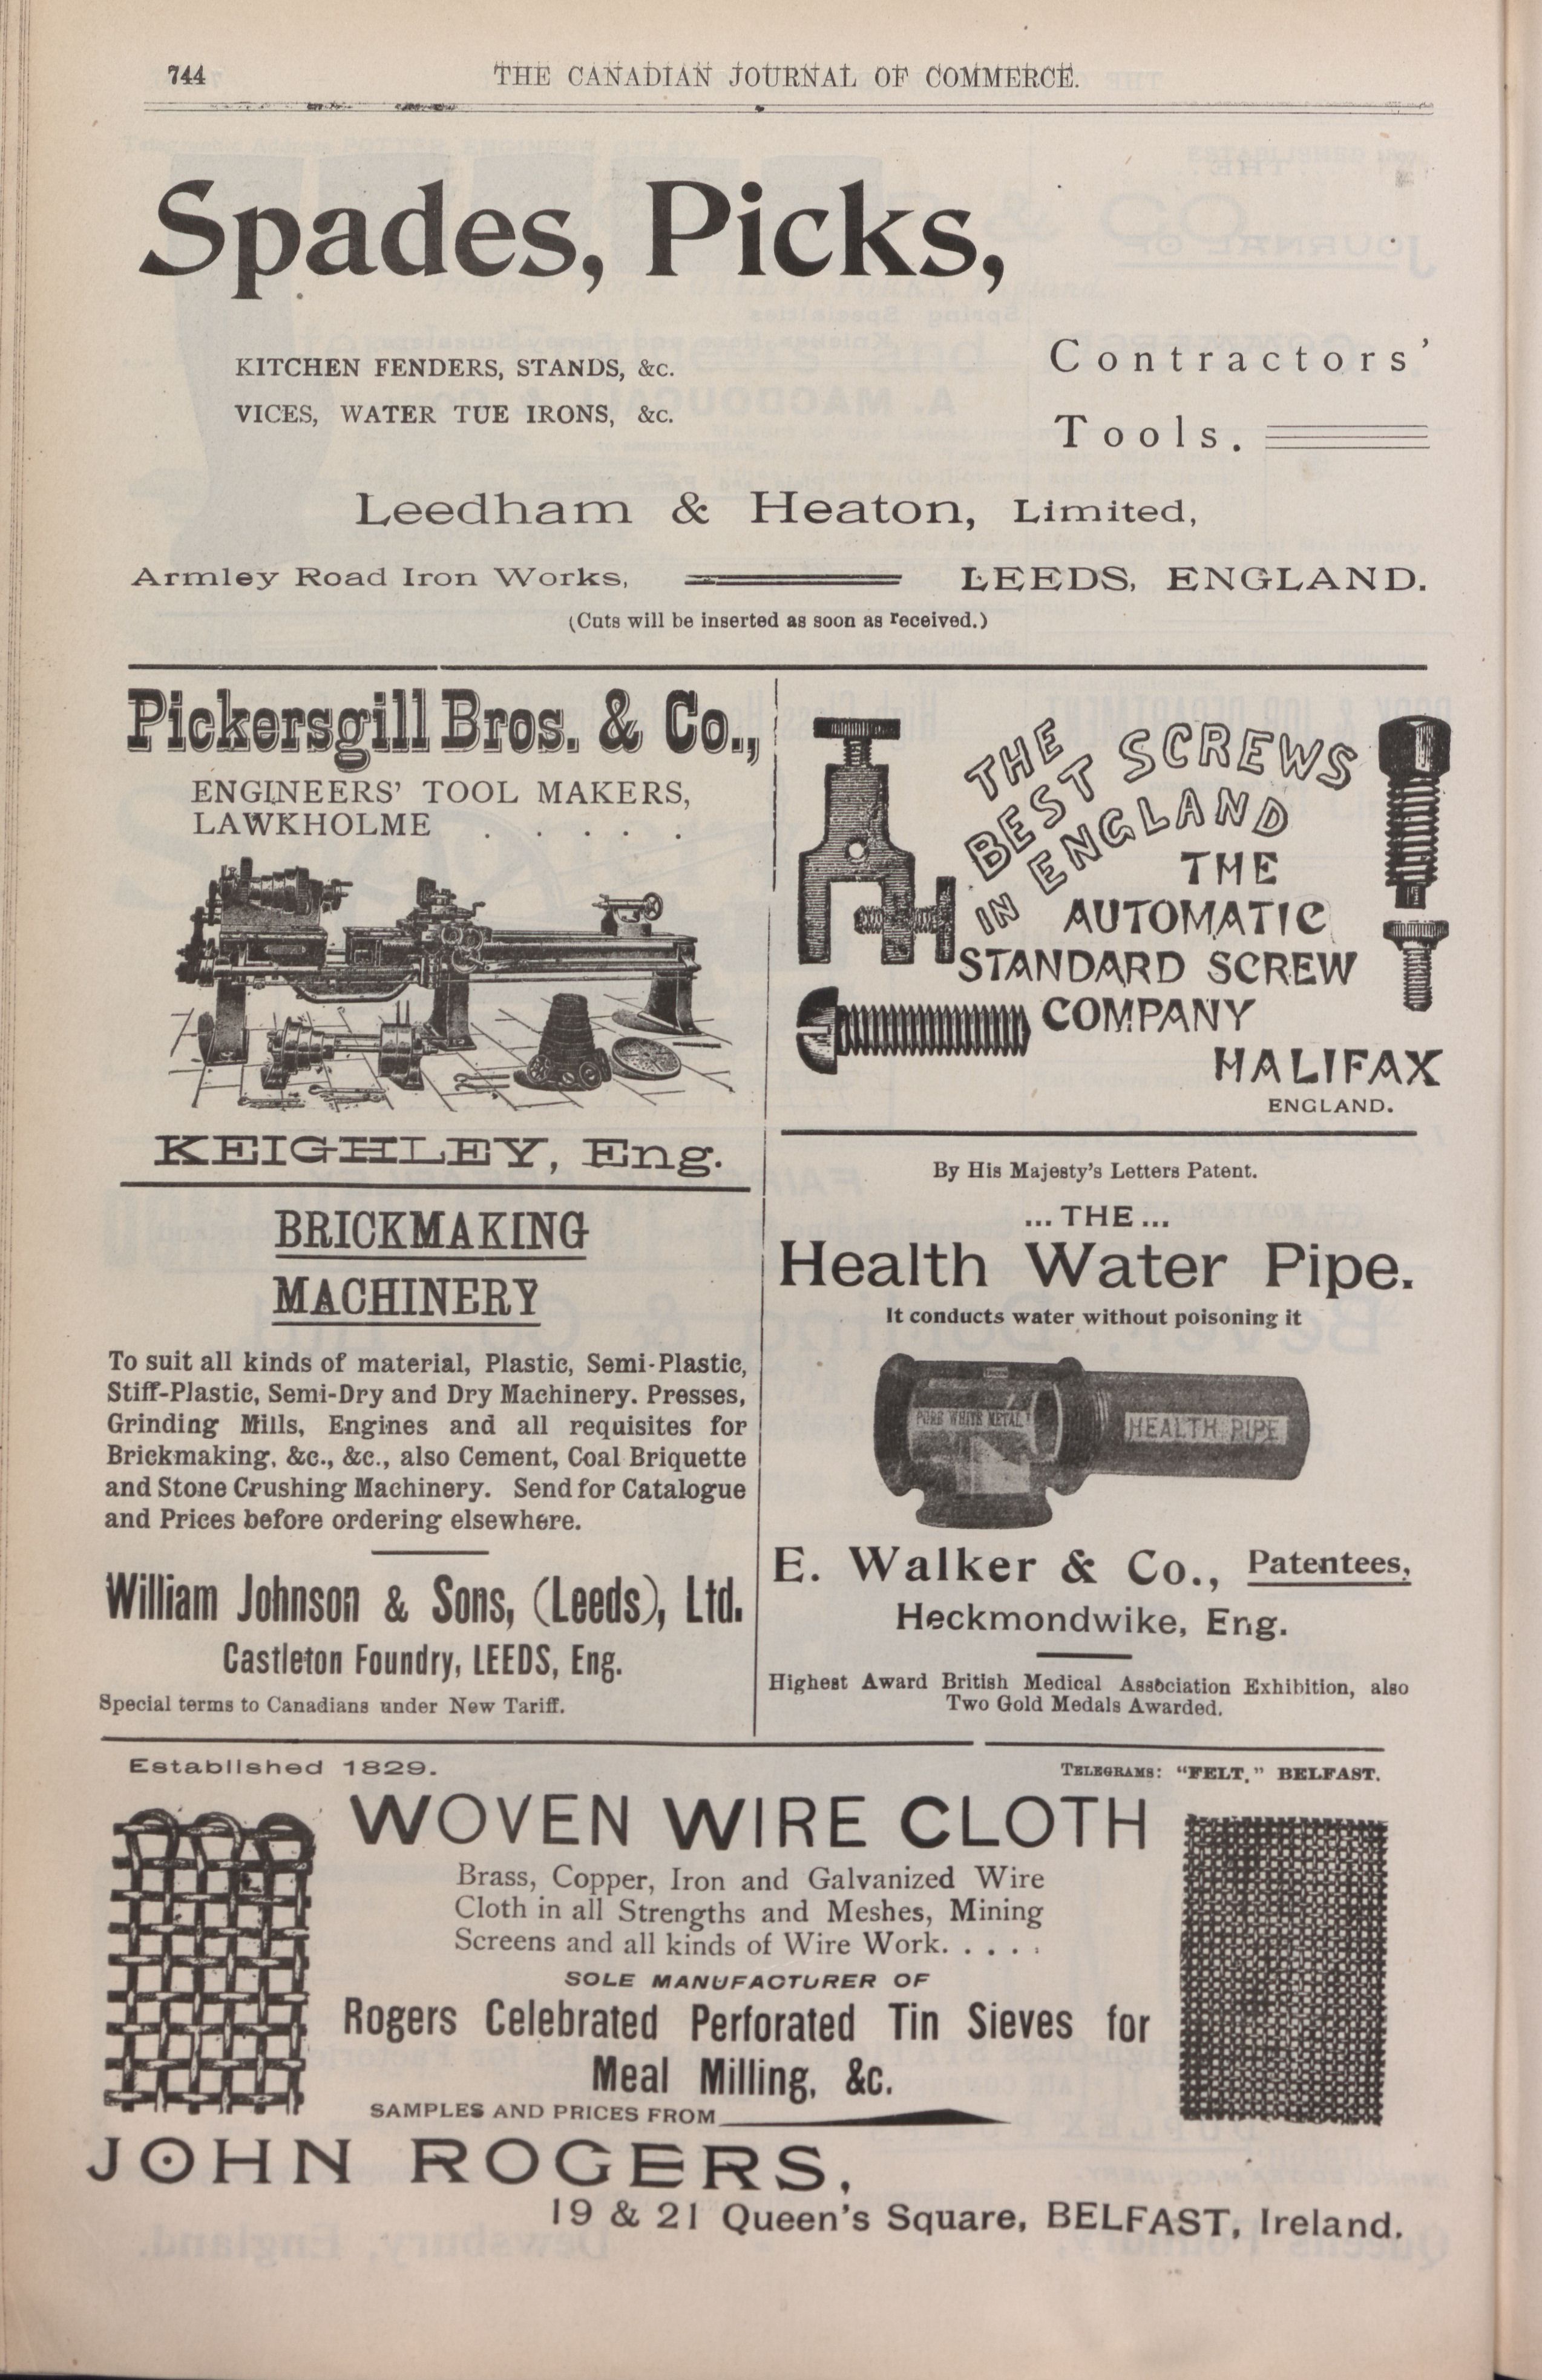 744
THE CANADIAN JOURNAL OF COMMERCE.
Spades, Picks,
KITCHEN FENDERS, STANDS, &c.
VICES, WATER TUE IRONS, &c.
Contractors'
Tools.
Leedham & Heaton, Limited,
Armley Road Iron Works,
LEEDS, ENGLAND.
(Cuts will be inserted as soon as received.)
Pickersgill Bros. & Co.,
ENGINEERS' TOOL MAKERS,
LAWKHOLME . . . . .
KEIGHLEY, Eng.
THE
BEST SCREWS
IN ENGLAND
THE
AUTOMATIC
STANDARD SCREW
COMPANY
HALIFAX
ENGLAND.
BRICKMAKING
MACHINERY
To suit all kinds of material, Plastic, Semi-Plastic,
Stiff-Plastic, Semi-Dry and Dry Machinery. Presses,
Grinding Mills, Engines and all requisites for
Brickmaking, &c., &c., also Cement, Coal Briquette
and Stone Crushing Machinery. Send for Catalogue
and Prices before ordering elsewhere.
William Johnson & Sons, (Leeds), Ltd.
Castleton Foundry, LEEDS, Eng.
Special terms to Canadians under New Tariff.
By His Majesty's Letters Patent.
... THE ...
Health Water Pipe.
It conducts water without poisoning it
PURE WHITE METAL
HEALTH PIPE
E. Walker & Co., Patentees,
Heckmondwike, Eng.
Highest Award British Medical Association Exhibition, also
Two Gold Medals Awarded.
Established 1829.
TELEGRAMS: "FELT," BELFAST.
WOVEN WIRE CLOTH
Brass, Copper, Iron and Galvanized Wire
Cloth in all Strengths and Meshes, Mining
Screens and all kinds of Wire Work. . . . .
SOLE MANUFACTURER OF
Rogers Celebrated Perforated Tin Sieves for
Meal Milling, &c.
SAMPLES AND PRICES FROM
JOHN ROGERS,
19 & 21 Queen's Square, BELFAST, Ireland.